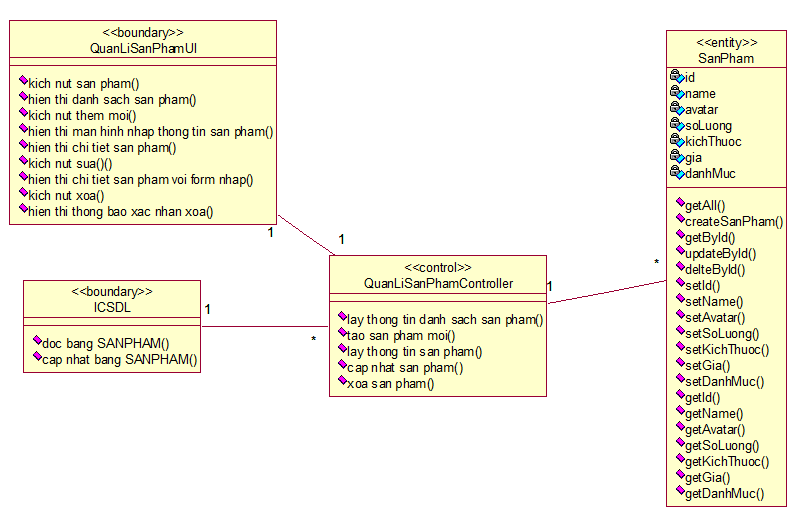 <<boundary>>
QuanLiSanPhamUI
kich nut san pham()
hien thi danh sach san pham()
kich nut them moi()
hien thi man hinh nhap thong tin san pham()
hien thi chi tiet san pham()
kich nut sua()()
hien thi chi tiet san pham voi form nhap()
kich nut xoa()
hien thi thong bao xac nhan xoa()
1
1
<<boundary>>
ICSDL
doc bang SANPHAM()
cap nhat bang SANPHAM()
1
*
<<control>>
QuanLiSanPhamController
lay thong tin danh sach san pham()
tao san pham moi()
lay thong tin san pham()
cap nhat san pham()
xoa san pham()
1
*
<<entity>>
SanPham
id
name
avatar
soLuong
kichThuoc
gia
danhMuc
getAll()
createSanPham()
getById()
updateById()
delteById()
setId()
setName()
setAvatar()
setSoLuong()
setKichThuoc()
setGia()
setDanhMuc()
getId()
getName()
getAvatar()
getSoLuong()
getKichThuoc()
getGia()
getDanhMuc()